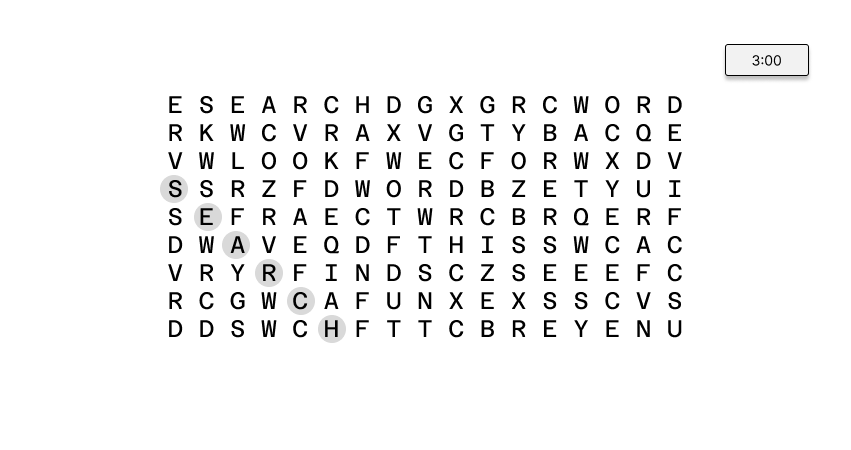 3:00
E S E A R C H D G X G R C W O R D
R K W C V R A X V G T Y B A C Q E
V W L O O K F W E C F O R W X D V
S S R Z F D W O R D B Z E T Y U I
S E F R A E C T W R C B R Q E R F
D W A V E Q D F T H I S S W C A C
V R Y R F I N D S C Z S E E E F C
R C G W C A F U N X E X S S C V S
D D S W C H F T T C B R E Y E N U